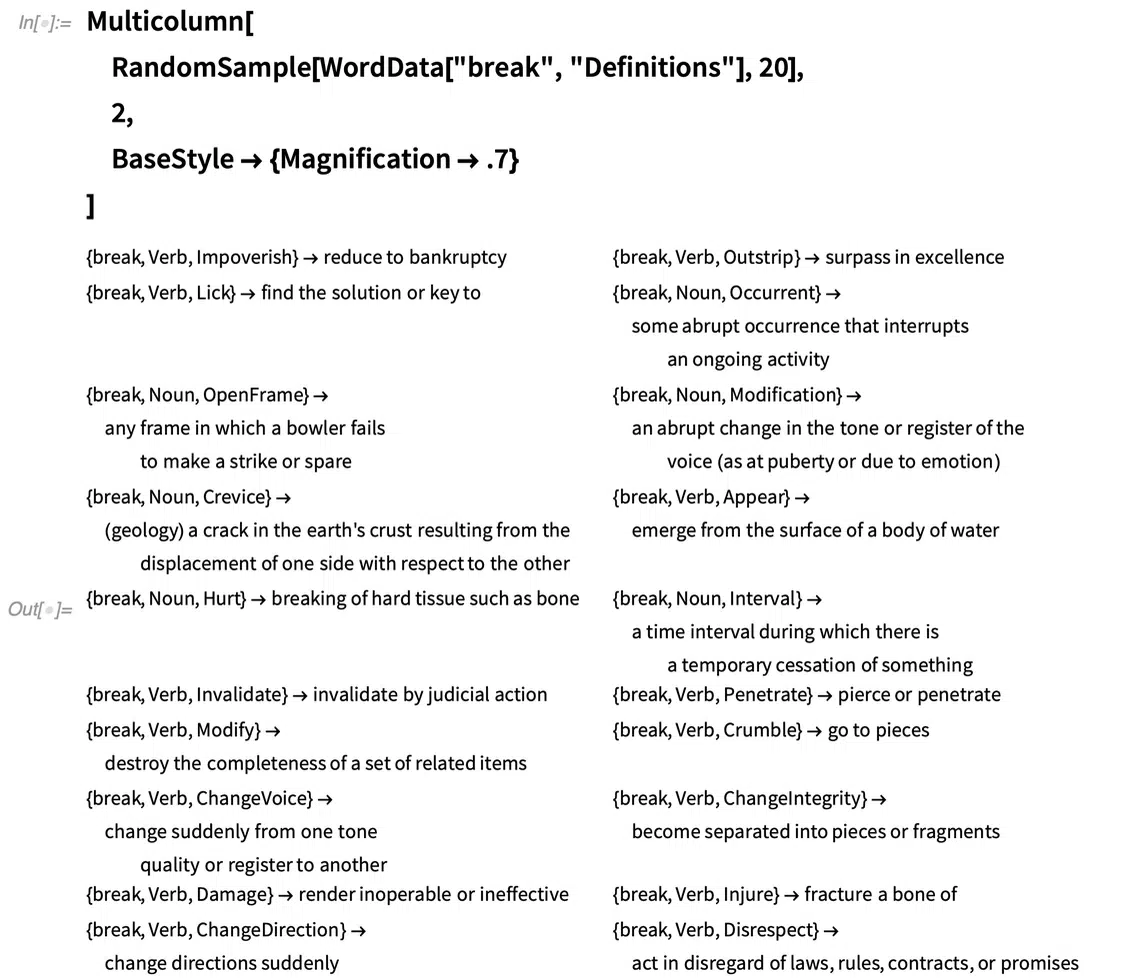 In[•]:= Multicolumn[
RandomSample[WordData["break", "Definitions"], 20],
2,
BaseStyle → {Magnification → .7}
]
{break, Verb, Impoverish} → reduce to bankruptcy
{break, Verb, Lick} → find the solution or key to
{break, Noun, OpenFrame} →
any frame in which a bowler fails
to make a strike or spare
{break, Noun, Crevice} →
(geology) a crack in the earth's crust resulting from the
displacement of one side with respect to the other
Out[•]= {break, Noun, Hurt} → breaking of hard tissue such as bone
{break, Verb, Invalidate} → invalidate by judicial action
{break, Verb, Modify} →
destroy the completeness of a set of related items
{break, Verb, ChangeVoice} →
change suddenly from one tone
quality or register to another
{break, Verb, Damage} → render inoperable or ineffective
{break, Verb, ChangeDirection} →
change directions suddenly
{break, Verb, Outstrip} → surpass in excellence
{break, Noun, Occurrent} →
some abrupt occurrence that interrupts
an ongoing activity
{break, Noun, Modification} →
an abrupt change in the tone or register of the
voice (as at puberty or due to emotion)
{break, Verb, Appear} →
emerge from the surface of a body of water
{break, Noun, Interval} →
a time interval during which there is
a temporary cessation of something
{break, Verb, Penetrate} → pierce or penetrate
{break, Verb, Crumble} → go to pieces
{break, Verb, ChangeIntegrity} →
become separated into pieces or fragments
{break, Verb, Injure} → fracture a bone of
{break, Verb, Disrespect} →
act in disregard of laws, rules, contracts, or promises